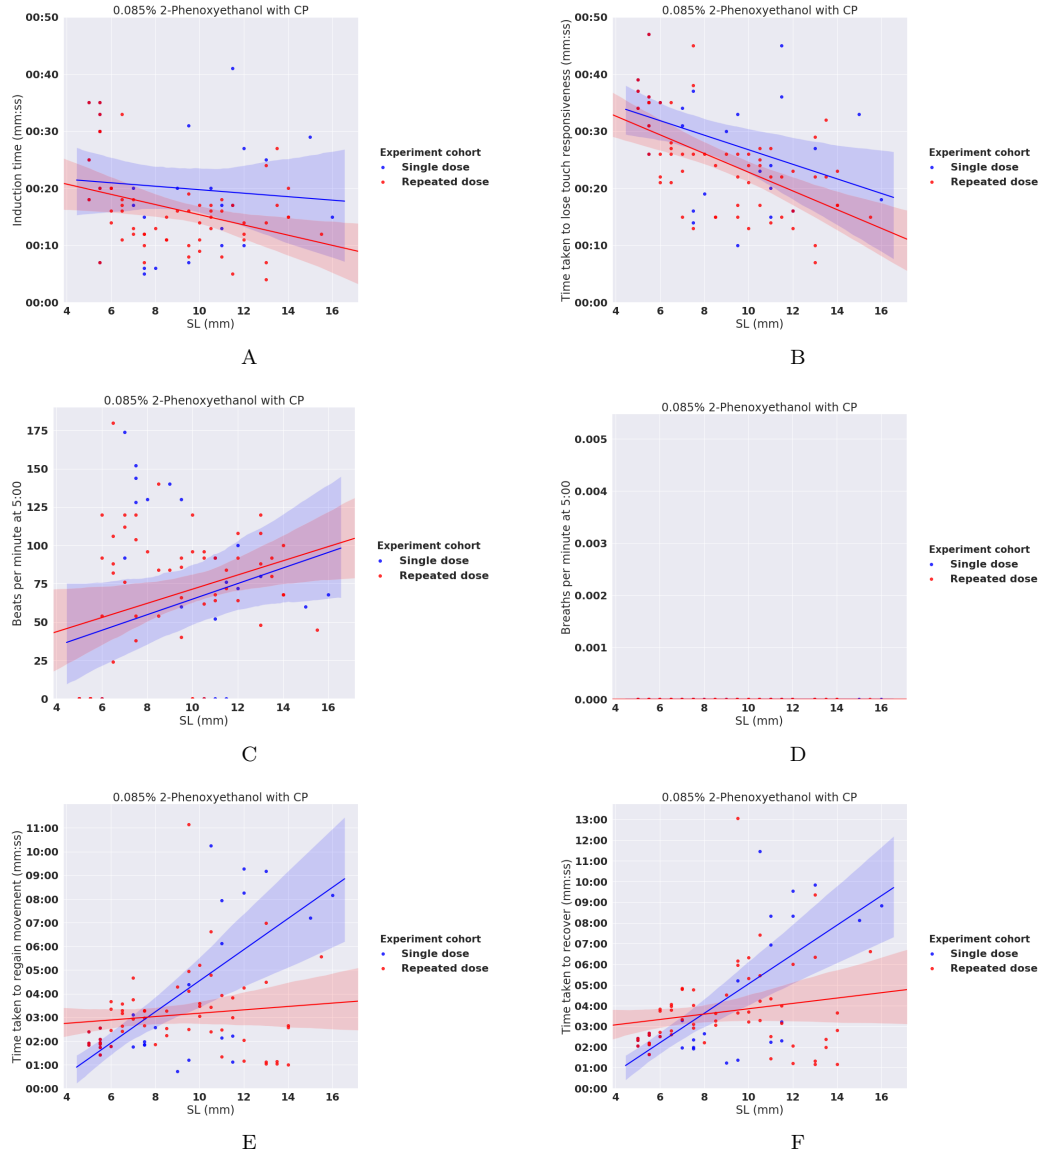 0.085% 2-Phenoxyethanol with CP
00:50
00:40
00:30
00:20
00:10
00:00
Induction time (mm:ss)
4 6 8 10 12 14 16
SL (mm)
Experiment cohort
Single dose
Repeated dose
A
0.085% 2-Phenoxyethanol with CP
00:50
00:40
00:30
00:20
00:10
00:00
Time taken to lose touch responsiveness (mm:ss)
4 6 8 10 12 14 16
SL (mm)
Experiment cohort
Single dose
Repeated dose
B
0.085% 2-Phenoxyethanol with CP
175
150
125
100
75
50
25
0
Beats per minute at 5:00
4 6 8 10 12 14 16
SL (mm)
Experiment cohort
Single dose
Repeated dose
C
0.085% 2-Phenoxyethanol with CP
0.005
0.004
0.003
0.002
0.001
0.000
Breaths per minute at 5:00
4 6 8 10 12 14 16
SL (mm)
Experiment cohort
Single dose
Repeated dose
D
0.085% 2-Phenoxyethanol with CP
11:00
10:00
09:00
08:00
07:00
06:00
05:00
04:00
03:00
02:00
01:00
00:00
Time taken to regain movement (mm:ss)
4 6 8 10 12 14 16
SL (mm)
Experiment cohort
Single dose
Repeated dose
E
0.085% 2-Phenoxyethanol with CP
13:00
12:00
11:00
10:00
09:00
08:00
07:00
06:00
05:00
04:00
03:00
02:00
01:00
00:00
Time taken to recover (mm:ss)
4 6 8 10 12 14 16
SL (mm)
Experiment cohort
Single dose
Repeated dose
F